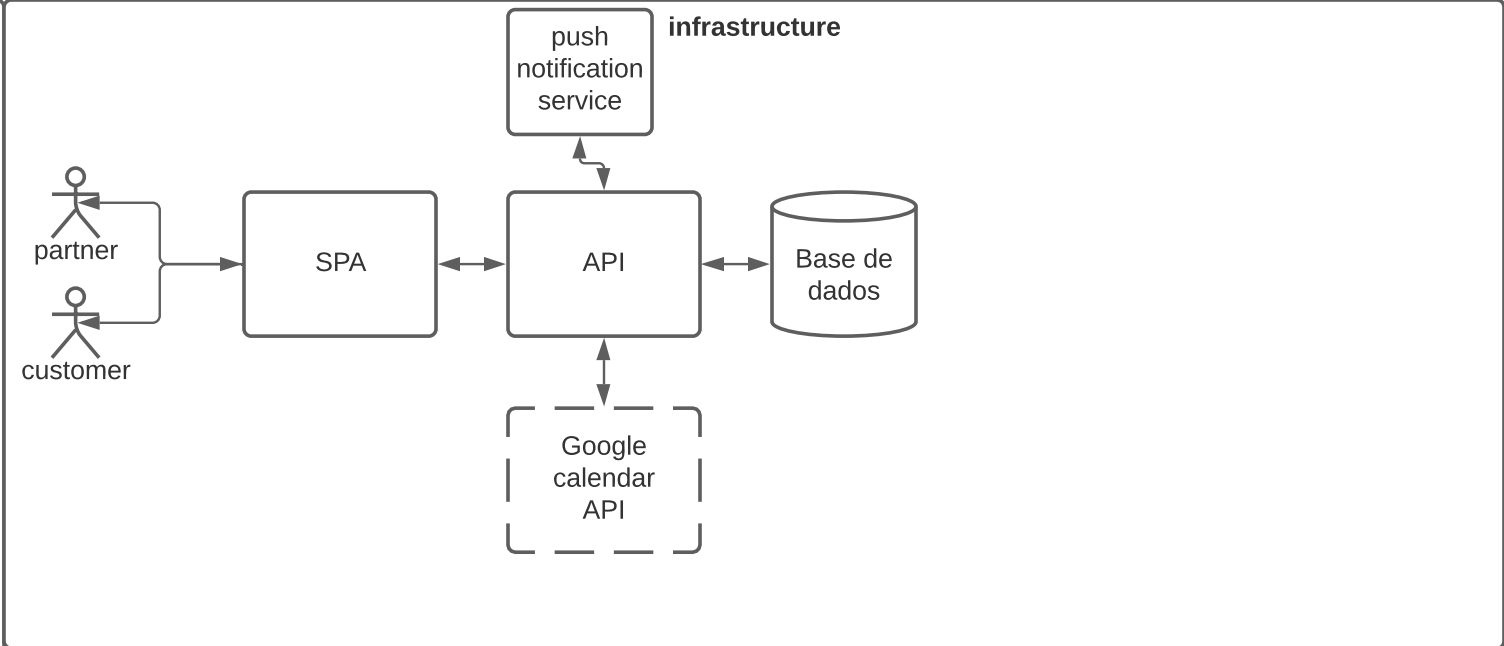 push
notification
service
infrastructure
partner
customer
SPA
API
Base de
dados
Google
calendar
API